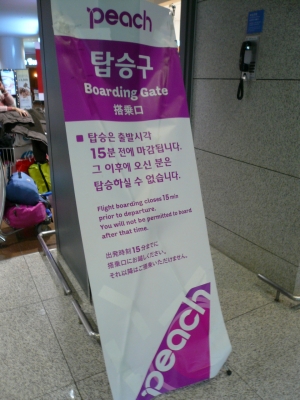 peach
탑승구
Boarding Gate
搭乗口
■ 탑승은 출발시각
15분 전에 마감됩니다.
그 이후에 오신 분은
탑승하실 수 없습니다.
Flight boarding closes 15 min
prior to departure.
You will not be permitted to board
after that time.
出発時刻15分までに
搭乗口にお越しください。
それ以降はご搭乗いただけません。
peach